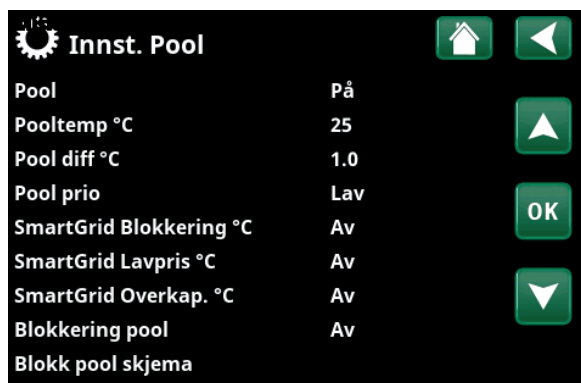 Innst. Pool
Pool På
Pooltemp °C 25
Pool diff °C 1.0
Pool prio Lav
OK
SmartGrid Blokkering °C Av
SmartGrid Lavpris °C Av
SmartGrid Overkap. °C Av
Blokkering pool Av
Blokk pool skjema